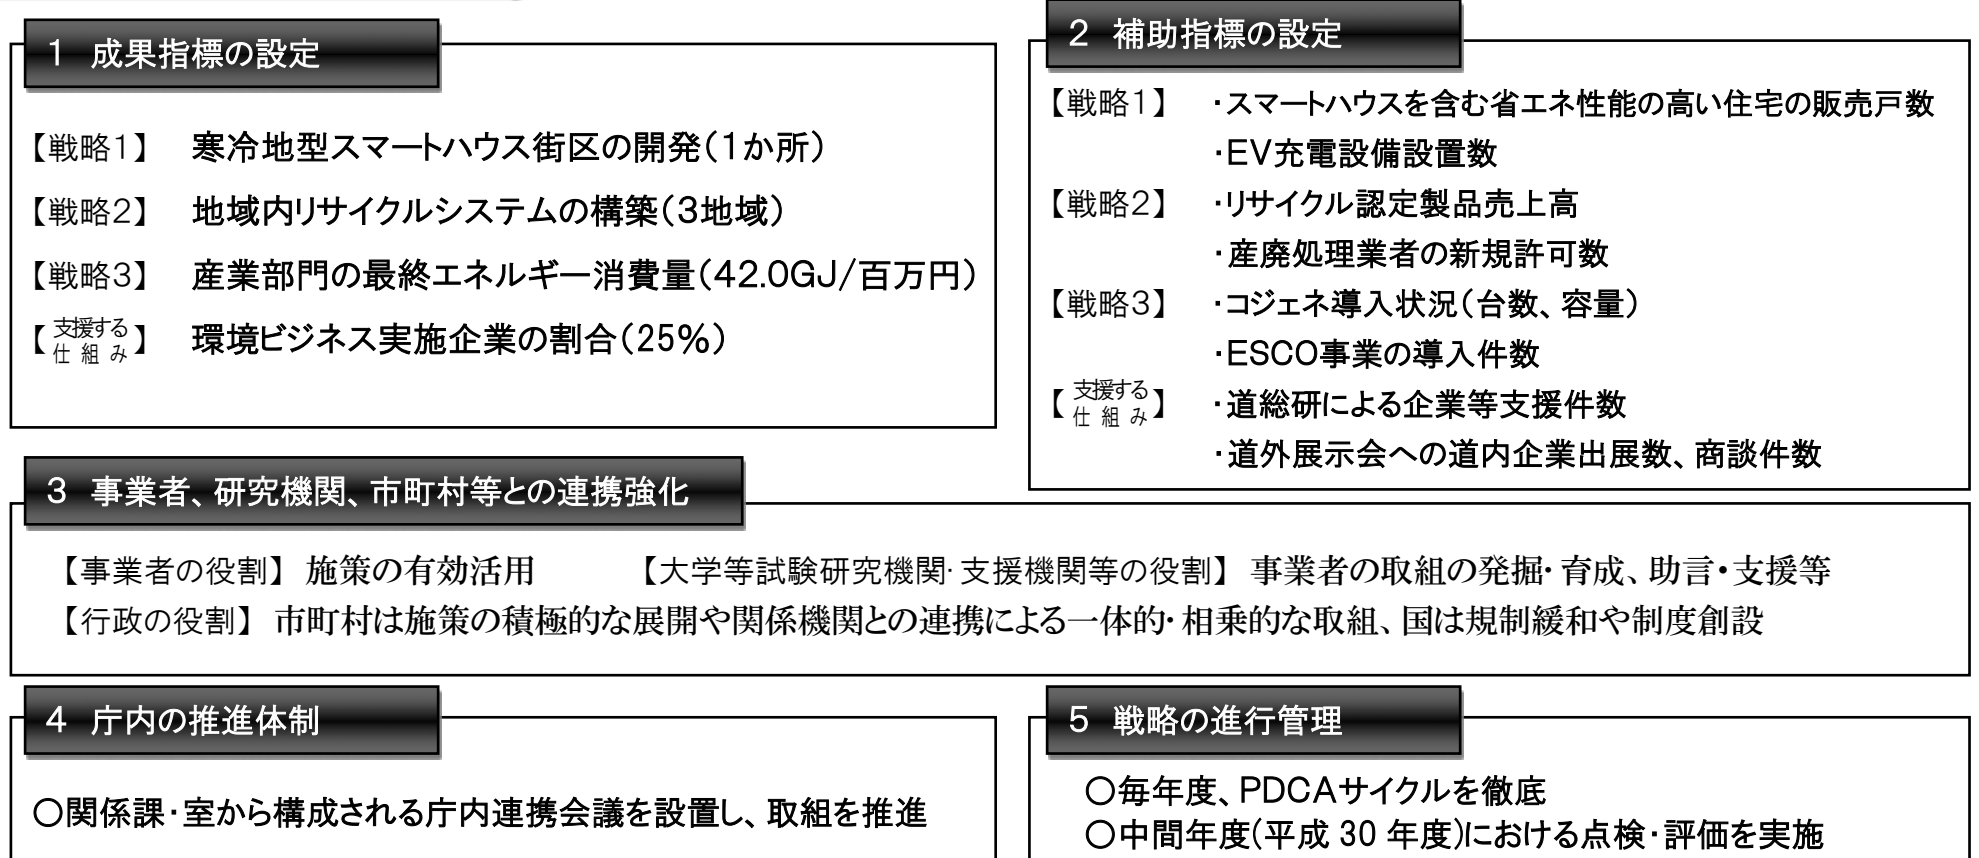 1 成果指標の設定
【戦略1】 寒冷地型スマートハウス街区の開発(1か所)
【戦略2】 地域内リサイクルシステムの構築(3地域)
【戦略3】 産業部門の最終エネルギー消費量(42.0GJ/百万円)
【支援する仕組み】 環境ビジネス実施企業の割合(25%)
2 補助指標の設定
【戦略1】 ・スマートハウスを含む省エネ性能の高い住宅の販売戸数
・EV充電設備設置数
【戦略2】 ・リサイクル認定製品売上高
・産廃処理業者の新規許可数
【戦略3】 ・コジェネ導入状況(台数、容量)
・ESCO事業の導入件数
【支援する仕組み】 ・道総研による企業等支援件数
・道外展示会への道内企業出展数、商談件数
3 事業者、研究機関、市町村等との連携強化
【事業者の役割】 施策の有効活用 【大学等試験研究機関・支援機関等の役割】 事業者の取組の発掘・育成、助言・支援等
【行政の役割】 市町村は施策の積極的な展開や関係機関との連携による一体的・相乗的な取組、国は規制緩和や制度創設
4 庁内の推進体制
○関係課・室から構成される庁内連携会議を設置し、取組を推進
5 戦略の進行管理
○毎年度、PDCAサイクルを徹底
○中間年度(平成 30 年度)における点検・評価を実施